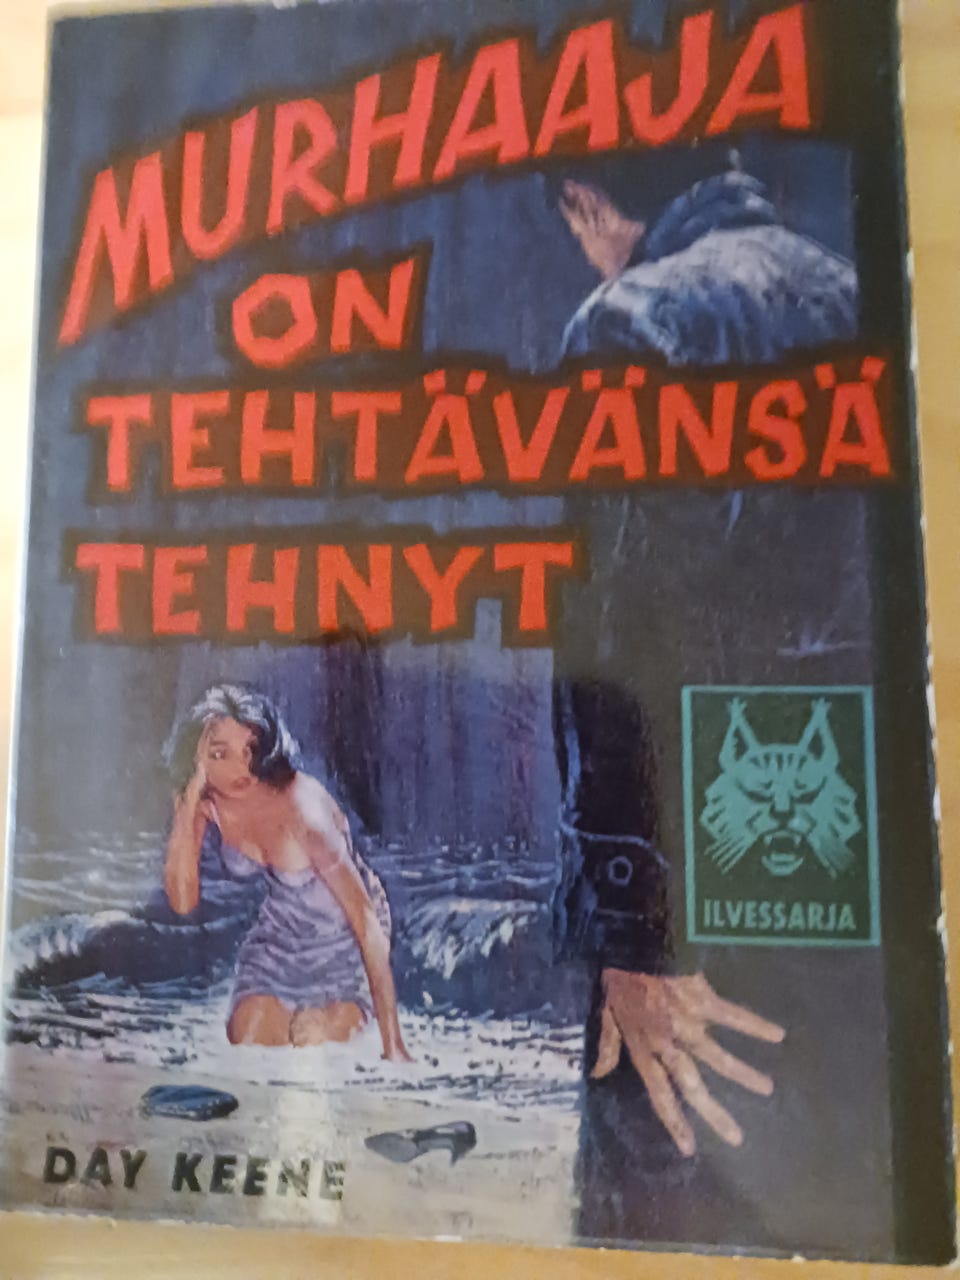 MURHAAJA
ON
TEHTÄVÄNSÄ
TEHNYT
ILVESSARJA
DAY KEENE